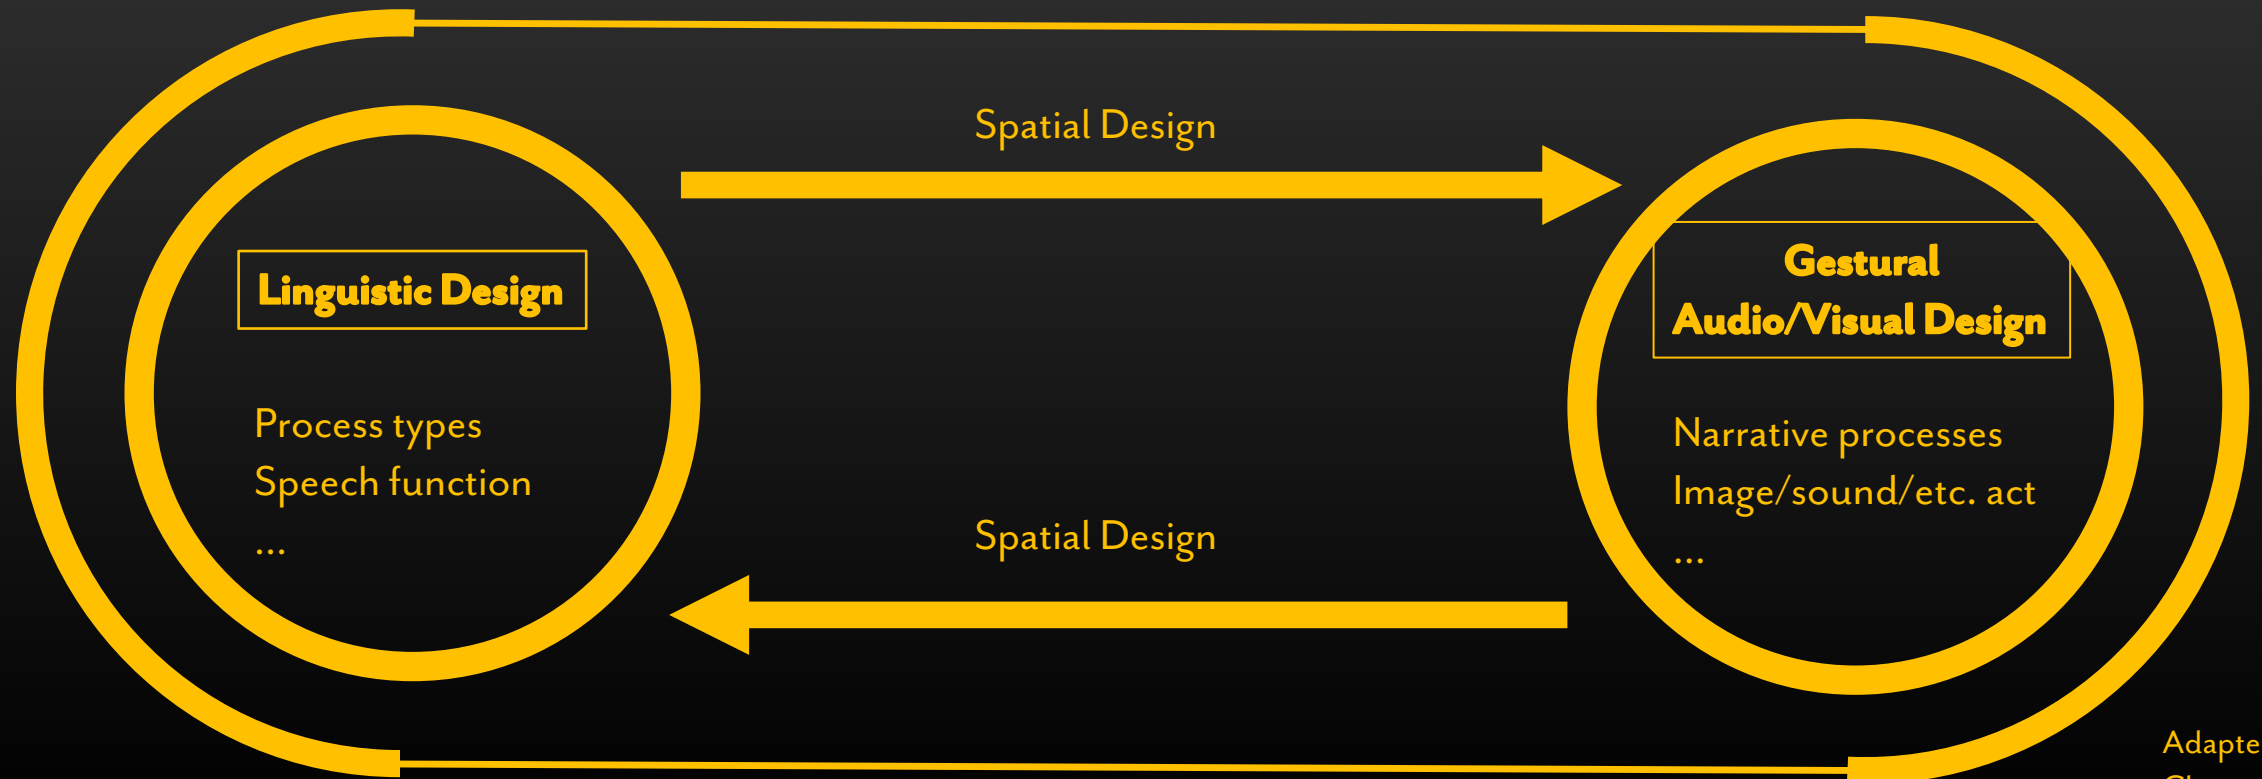 Spatial Design
Linguistic Design
Process types
Speech function
...
Gestural
Audio/Visual Design
Narrative processes
Image/sound/etc. act
...
Spatial Design